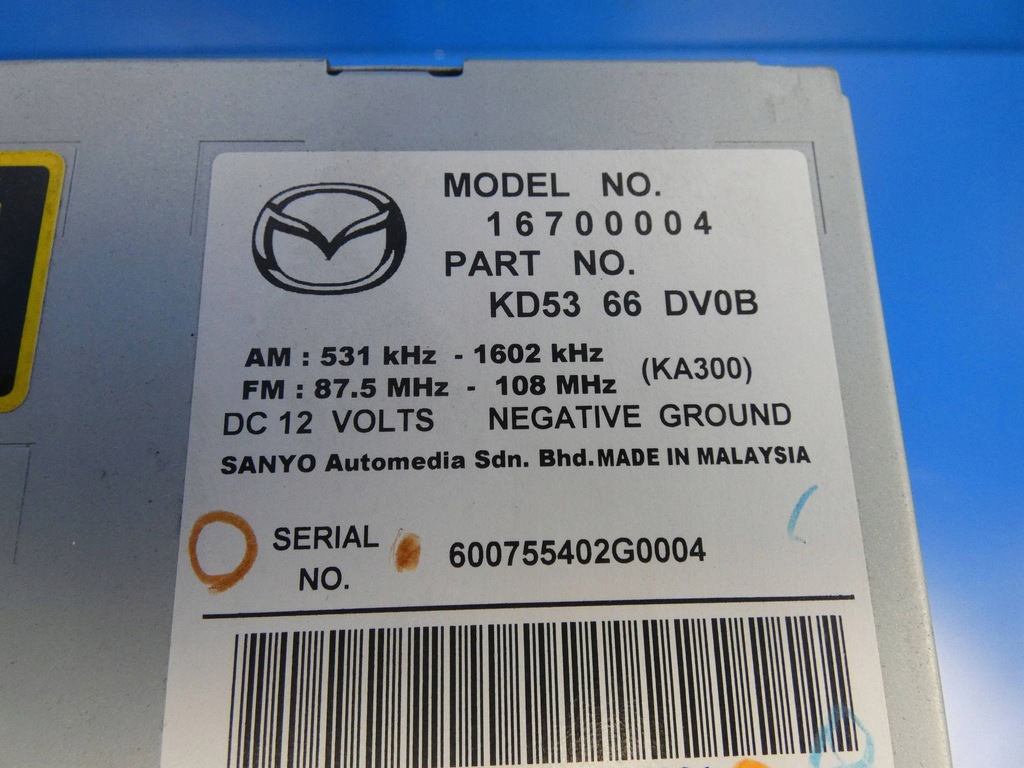 MODEL NO.
16700004
PART NO.
KD53 66 DV0B
AM : 531 kHz - 1602 kHz
FM : 87.5 MHz - 108 MHz (KA300)
DC 12 VOLTS NEGATIVE GROUND
SANYO Automedia Sdn. Bhd. MADE IN MALAYSIA
SERIAL NO. 600755402G0004